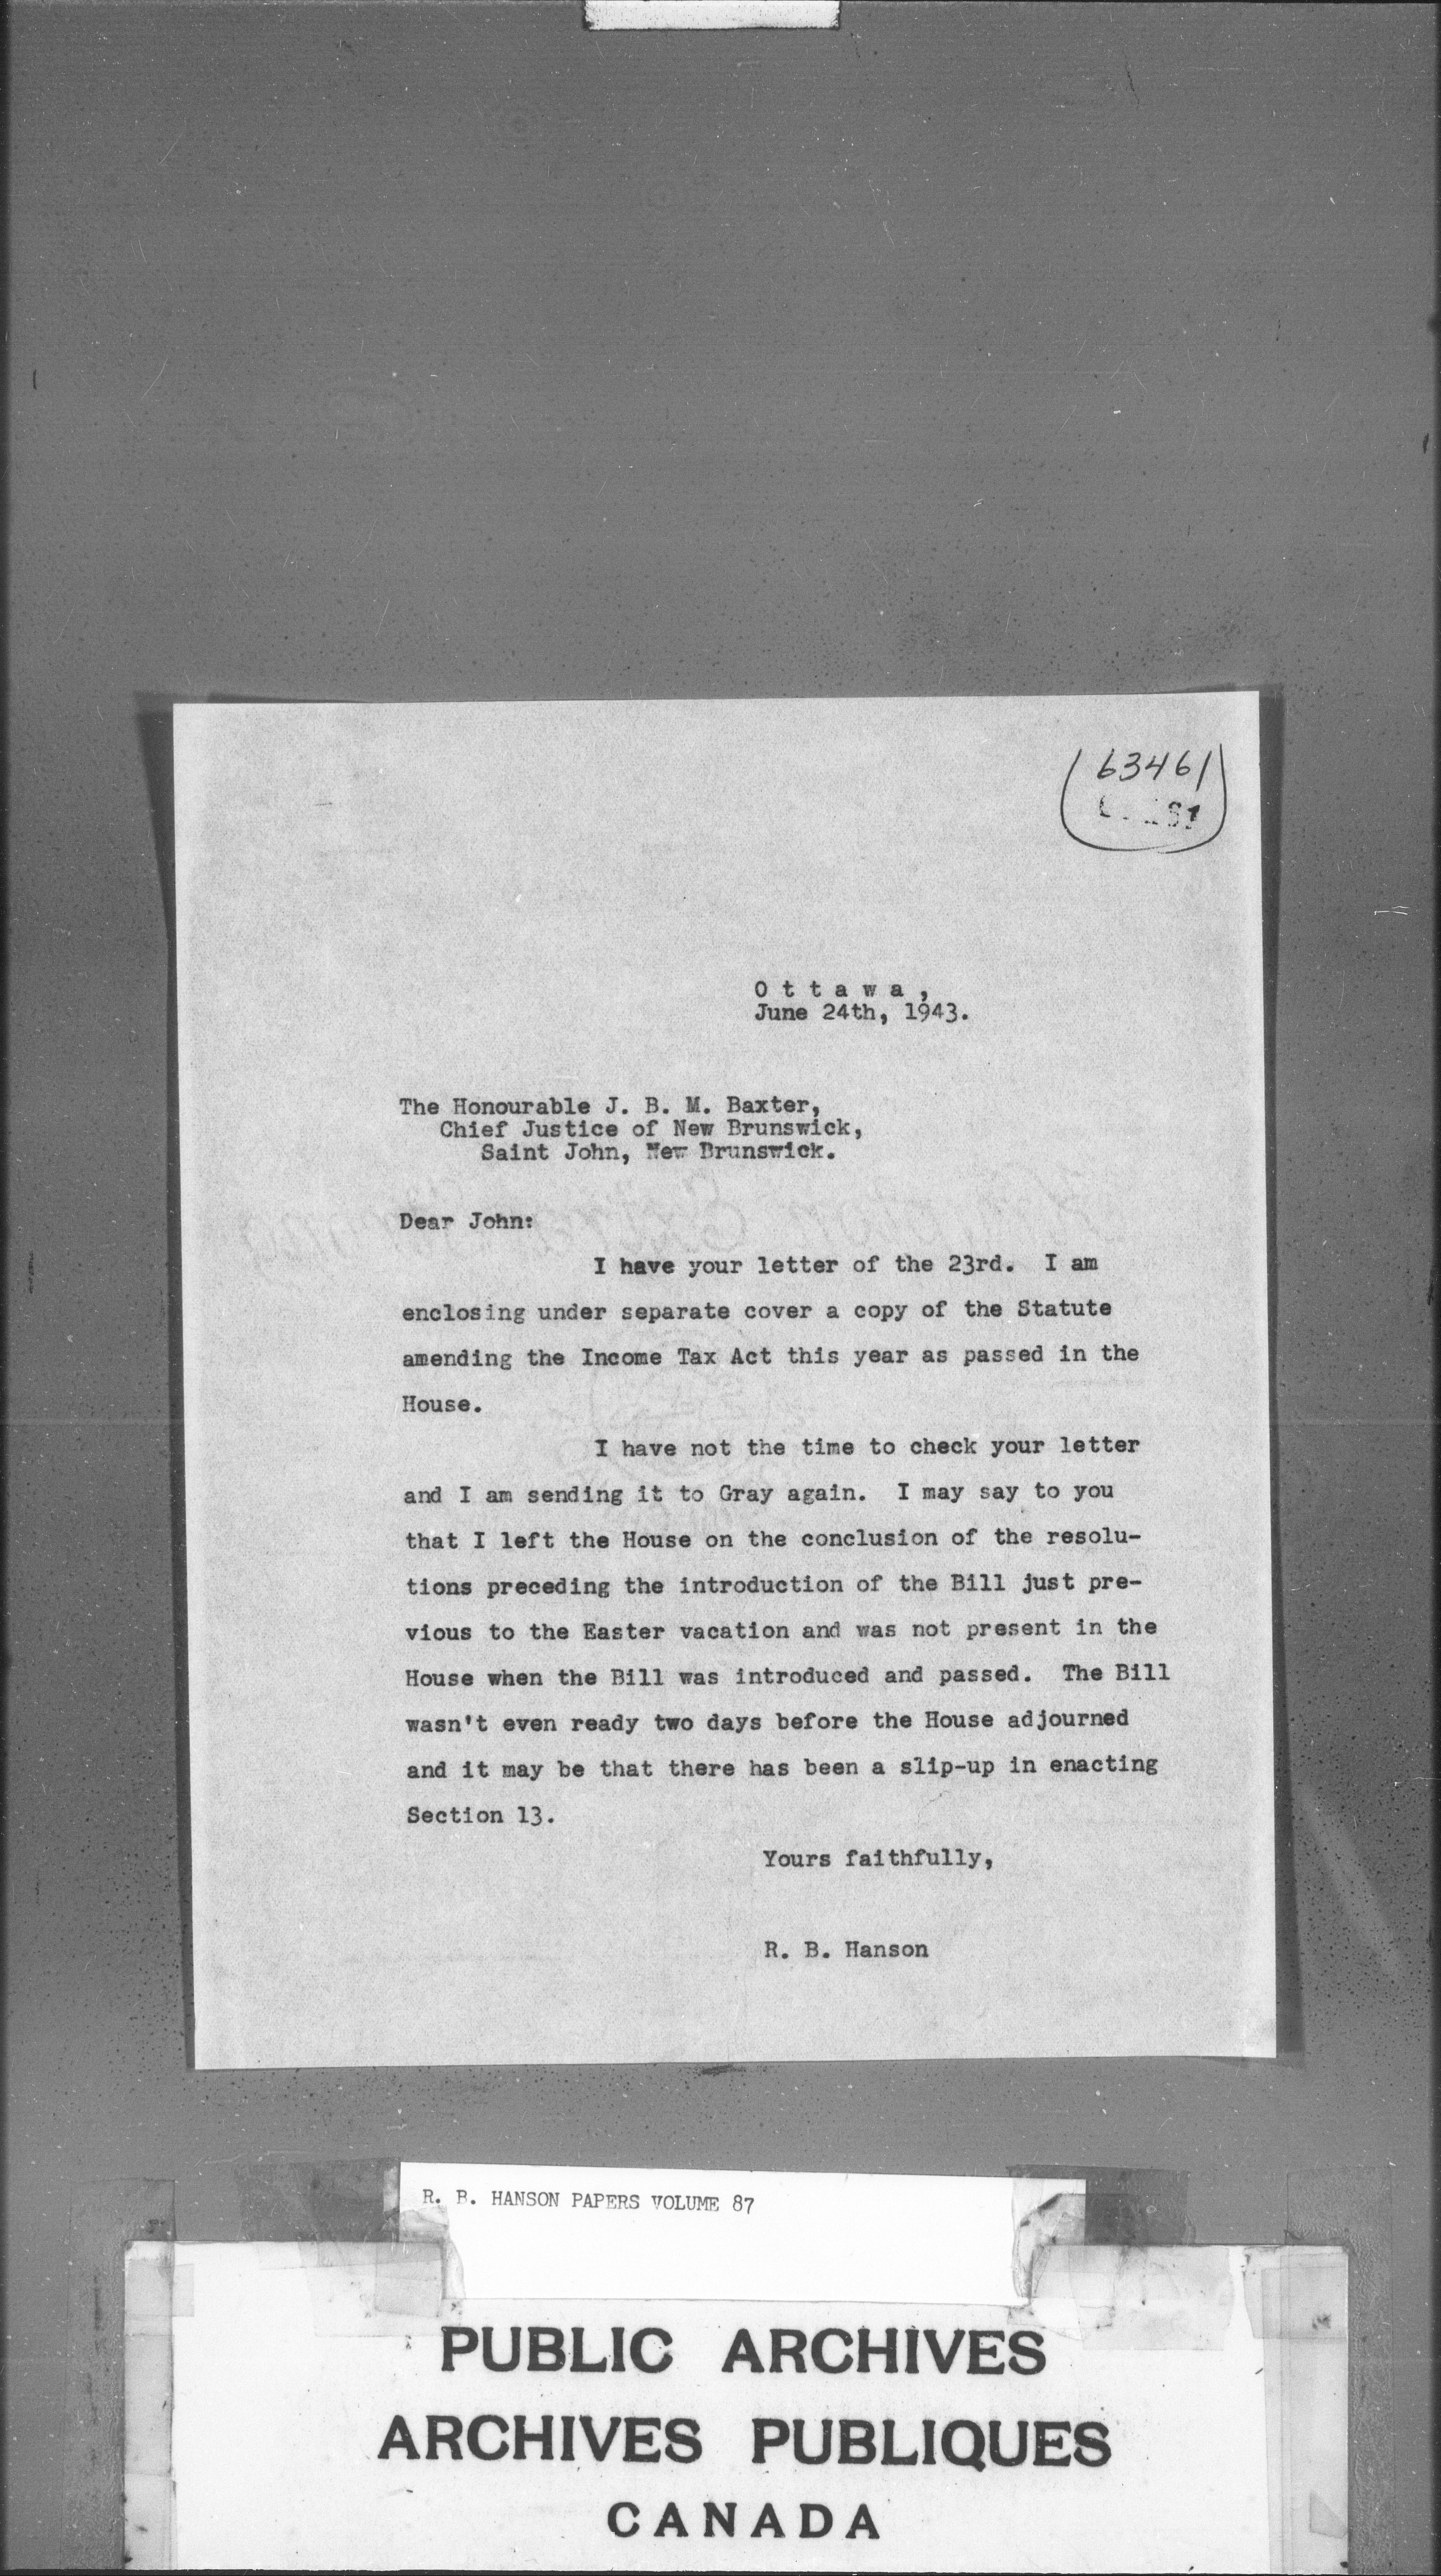 63461
Ottawa,
June 24th, 1943.
The Honourable J. B. M. Baxter,
Chief Justice of New Brunswick,
Saint John, New Brunswick.
Dear John:
I have your letter of the 23rd. I am
enclosing under separate cover a copy of the Statute
amending the Income Tax Act this year as passed in the
House.
I have not the time to check your letter
and I am sending it to Gray again. I may say to you
that I left the House on the conclusion of the resolu-
tions preceding the introduction of the Bill just pre-
vious to the Easter vacation and was not present in the
House when the Bill was introduced and passed. The Bill
wasn't even ready two days before the House adjourned
and it may be that there has been a slip-up in enacting
Section 13.
Yours faithfully,
R. B. Hanson
R. B. HANSON PAPERS VOLUME 87
PUBLIC ARCHIVES
ARCHIVES PUBLIQUES
CANADA